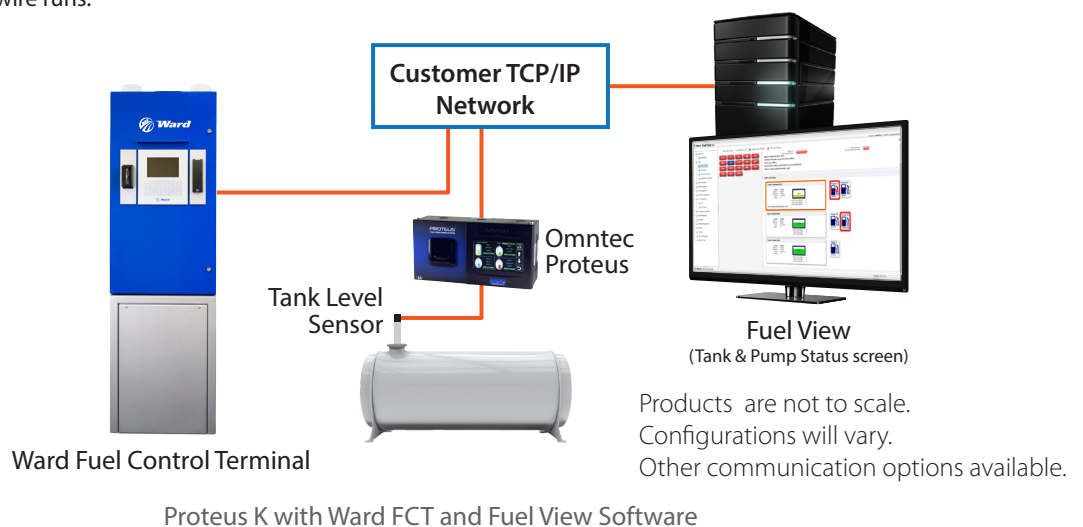 wire runs.
Customer TCP/IP
Network
Ward
PROTEUS
Omntec
Proteus
Tank Level
Sensor
Fuel View
(Tank & Pump Status screen)
Products are not to scale.
Configurations will vary.
Other communication options available.
Ward Fuel Control Terminal
Proteus K with Ward FCT and Fuel View Software